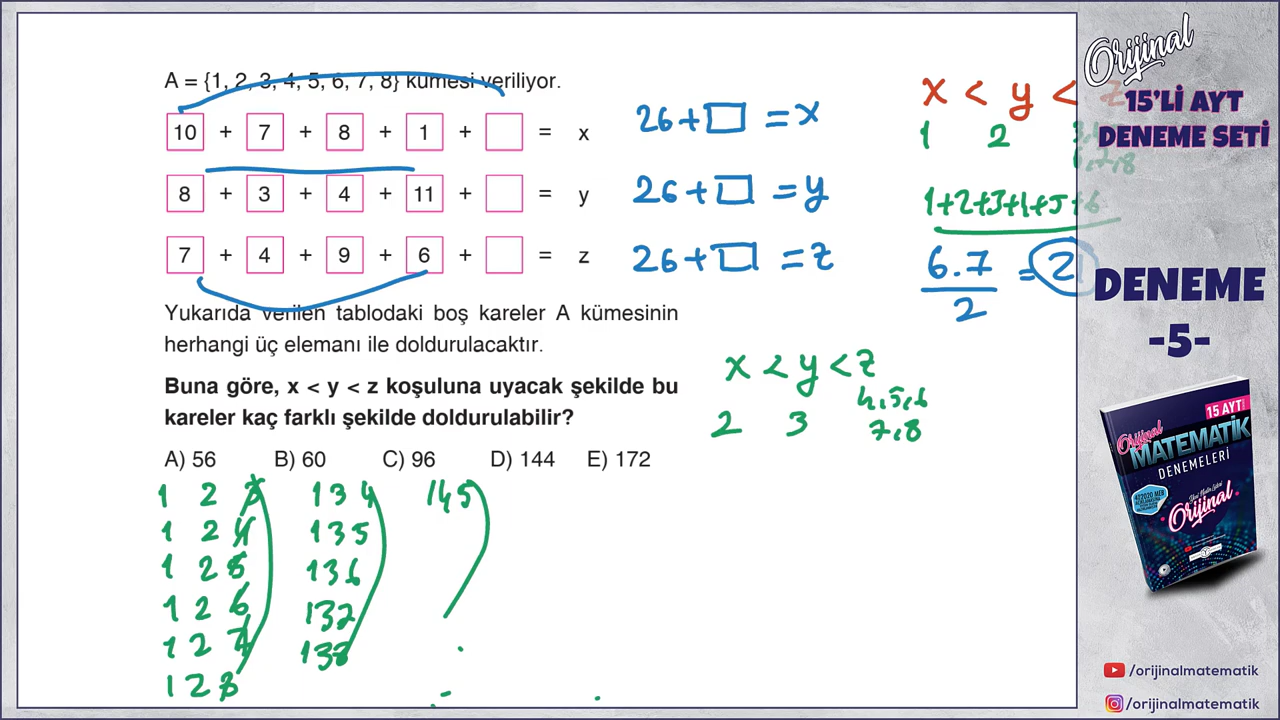 A = {1, 2, 3, 4, 5, 6, 7, 8} kümesi veriliyor.
10 + 7 + 8 + 1 + = x
8 + 3 + 4 + 11 + = y
7 + 4 + 9 + 6 + = z
Yukarıda verilen tablodaki boş kareler A kümesinin
herhangi üç elemanı ile doldurulacaktır.
Buna göre, x < y < z koşuluna uyacak şekilde bu
kareler kaç farklı şekilde doldurulabilir?
A) 56 B) 60 C) 96 D) 144 E) 172
1 2 3
1 2 4
1 2 5
1 2 6
1 2 7
1 2 8
1 3 4
1 3 5
1 3 6
1 3 7
1 3 8
1 4 5
26 + □ = x
26 + □ = y
26 + □ = z
x < y < z
1 2
1+2+3+4+5+6
6.7
2
= 21
x < y < z
2 3 4,5,6
7,8
Orijinal
15'Lİ AYT
DENEME SETİ
DENEME
-5-
15 AYT
Orijinal
MATEMATİK
DENEMELERİ
Orijinal
/orijinalmatematik
/orijinalmatematik